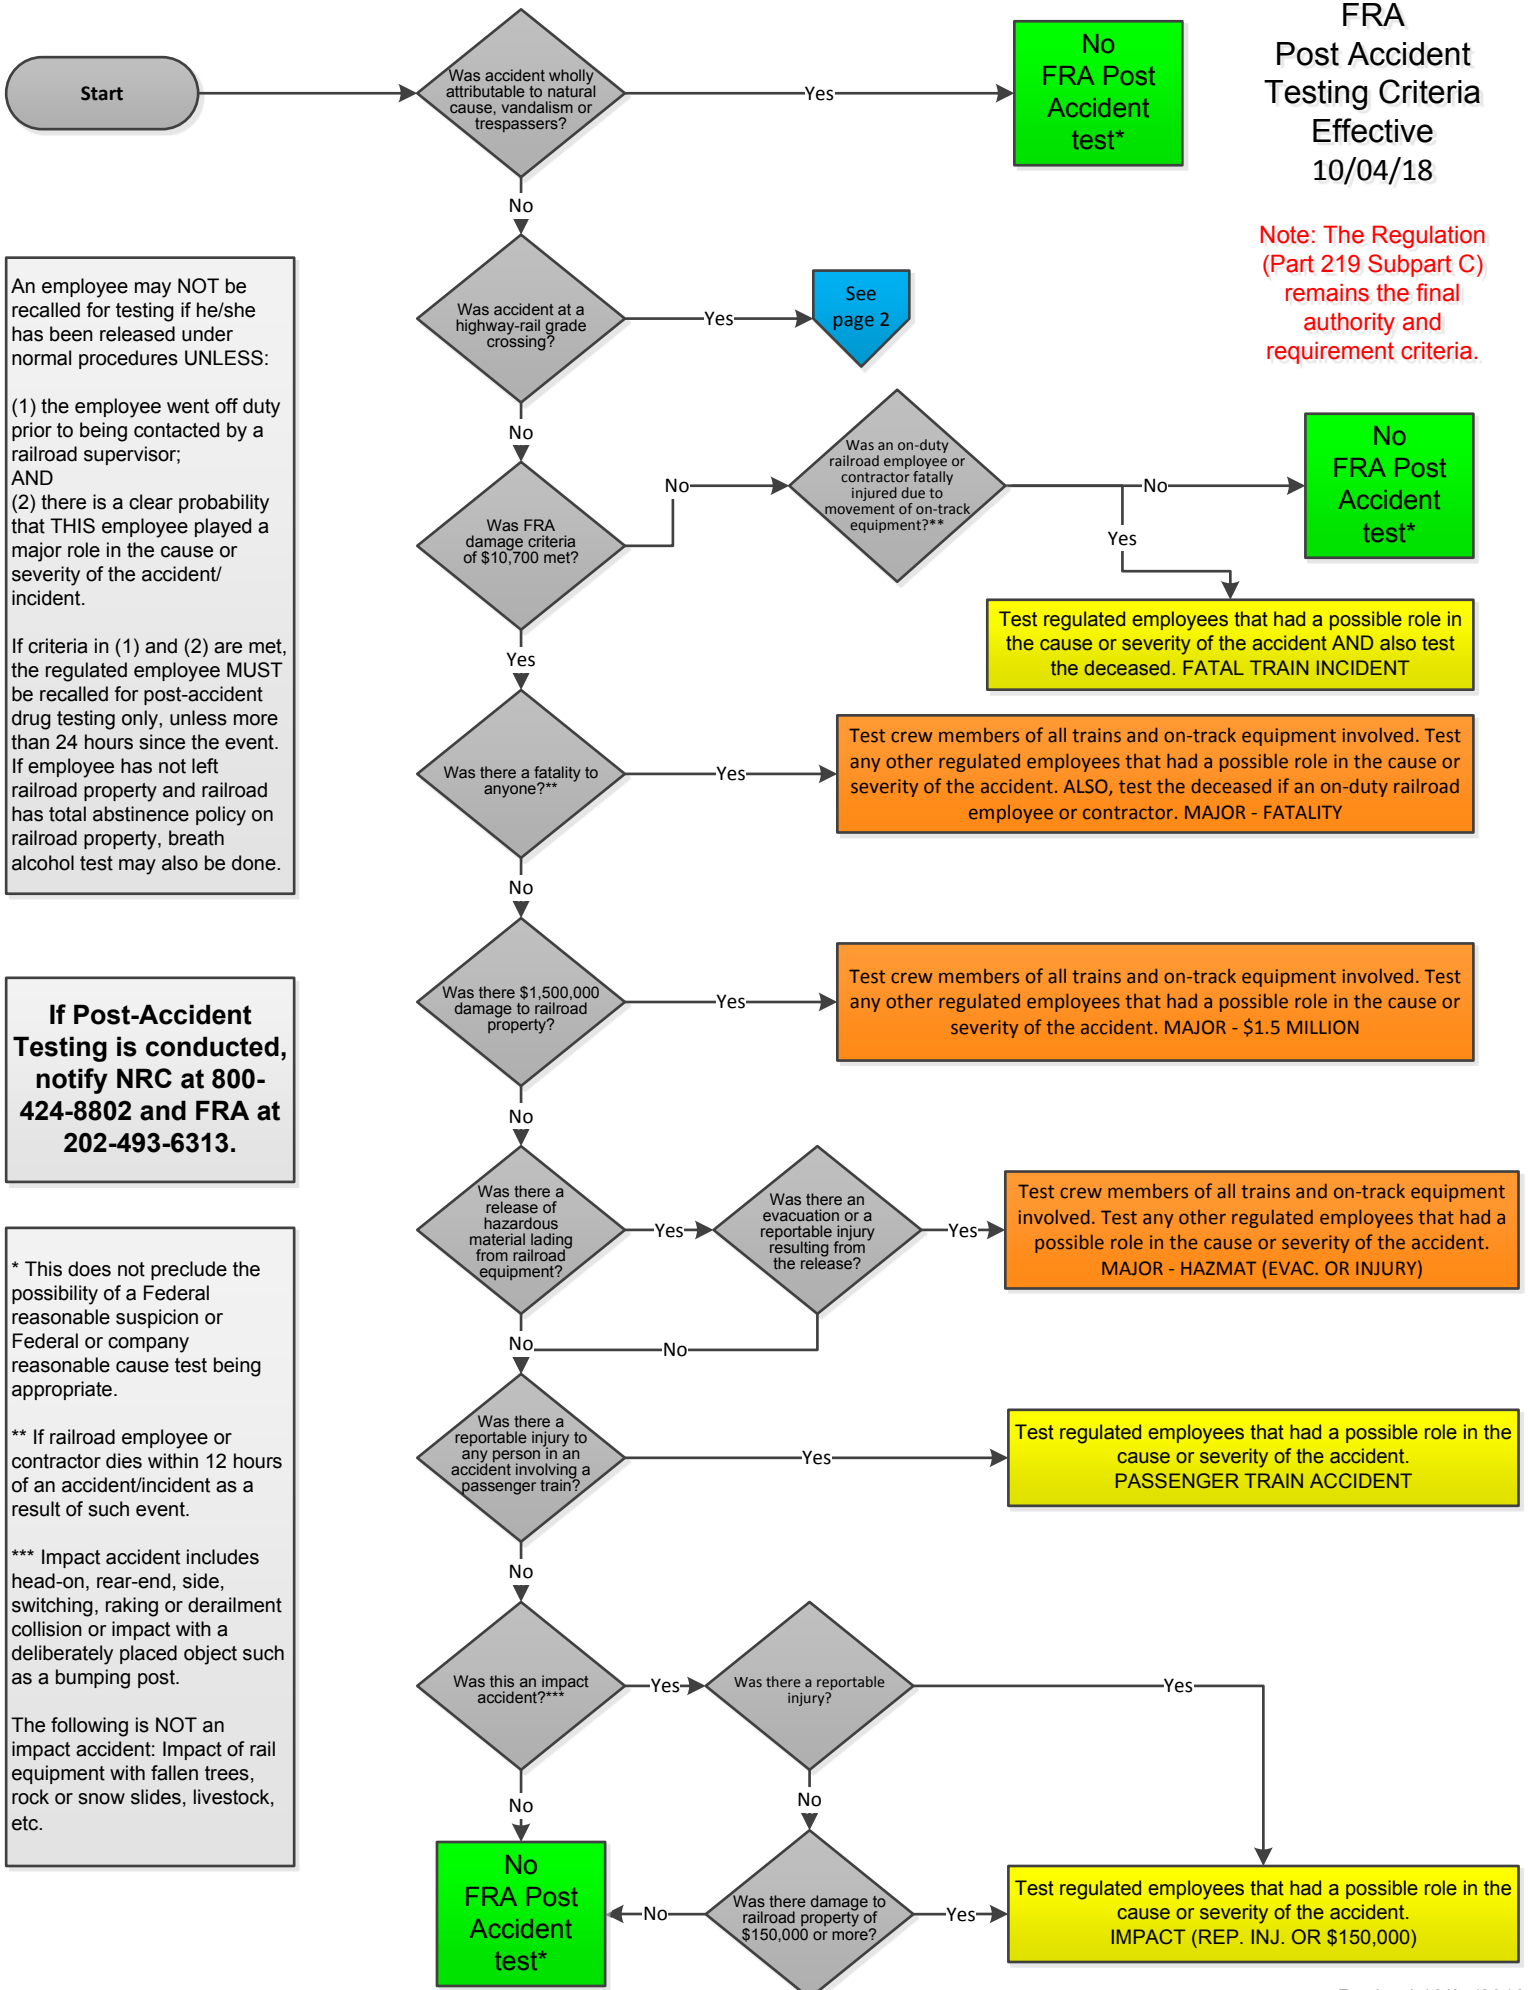 FRA
Post Accident
Testing Criteria
Effective
10/04/18
Note: The Regulation
(Part 219 Subpart C)
remains the final
authority and
requirement criteria.
Start
Was accident wholly
attributable to natural
cause, vandalism or
trespassers?
Yes
No
FRA Post
Accident
test*
No
Was accident at a
highway-rail grade
crossing?
Yes
See
page 2
No
Was FRA
damage criteria
of $10,700 met?
No
Was an on-duty
railroad employee or
contractor fatally
injured due to
movement of on-track
equipment?**
No
No
FRA Post
Accident
test*
Yes
Test regulated employees that had a possible role in
the cause or severity of the accident AND also test
the deceased. FATAL TRAIN INCIDENT
Yes
Was there a fatality to
anyone?**
Yes
Test crew members of all trains and on-track equipment involved. Test
any other regulated employees that had a possible role in the cause or
severity of the accident. ALSO, test the deceased if an on-duty railroad
employee or contractor. MAJOR - FATALITY
No
Was there $1,500,000
damage to railroad
property?
Yes
Test crew members of all trains and on-track equipment involved. Test
any other regulated employees that had a possible role in the cause or
severity of the accident. MAJOR - $1.5 MILLION
No
Was there a
release of
hazardous
material lading
from railroad
equipment?
Yes
Was there an
evacuation or a
reportable injury
resulting from
the release?
Yes
Test crew members of all trains and on-track equipment
involved. Test any other regulated employees that had a
possible role in the cause or severity of the accident.
MAJOR - HAZMAT (EVAC. OR INJURY)
No
No
Was there a
reportable injury to
any person in an
accident involving a
passenger train?
Yes
Test regulated employees that had a possible role in the
cause or severity of the accident.
PASSENGER TRAIN ACCIDENT
No
Was this an impact
accident?***
Yes
Was there a reportable
injury?
Yes
No
No
No
FRA Post
Accident
test*
No
Was there damage to
railroad property of
$150,000 or more?
Yes
Test regulated employees that had a possible role in the
cause or severity of the accident.
IMPACT (REP. INJ. OR $150,000)
An employee may NOT be
recalled for testing if he/she
has been released under
normal procedures UNLESS:
(1) the employee went off duty
prior to being contacted by a
railroad supervisor;
AND
(2) there is a clear probability
that THIS employee played a
major role in the cause or
severity of the accident/
incident.
If criteria in (1) and (2) are met,
the regulated employee MUST
be recalled for post-accident
drug testing only, unless more
than 24 hours since the event.
If employee has not left
railroad property and railroad
has total abstinence policy on
railroad property, breath
alcohol test may also be done.
If Post-Accident
Testing is conducted,
notify NRC at 800-
424-8802 and FRA at
202-493-6313.
* This does not preclude the
possibility of a Federal
reasonable suspicion or
Federal or company
reasonable cause test being
appropriate.
** If railroad employee or
contractor dies within 12 hours
of an accident/incident as a
result of such event.
*** Impact accident includes
head-on, rear-end, side,
switching, raking or derailment
collision or impact with a
deliberately placed object such
as a bumping post.
The following is NOT an
impact accident: Impact of rail
equipment with fallen trees,
rock or snow slides, livestock,
etc.